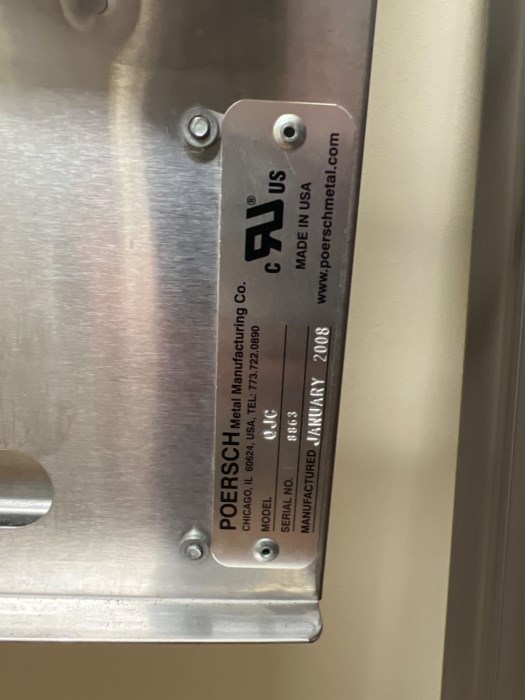 POERSCH Metal Manufacturing Co.
CHICAGO, IL 60624, USA, TEL: 773.722.0890
MODEL QJC
SERIAL NO. 8863
MANUFACTURED JANUARY 2008
c RU® US
MADE IN USA
www.poerschmetal.com